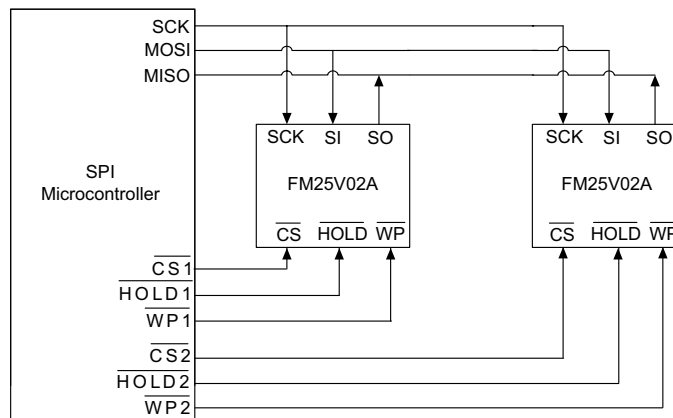 SCK
MOSI
MISO
SCK SI SO
SCK SI SO
SPI
Microcontroller
FM25V02A
FM25V02A
CS HOLD WP
CS HOLD WP
CS1
HOLD1
WP1
CS2
HOLD2
WP2